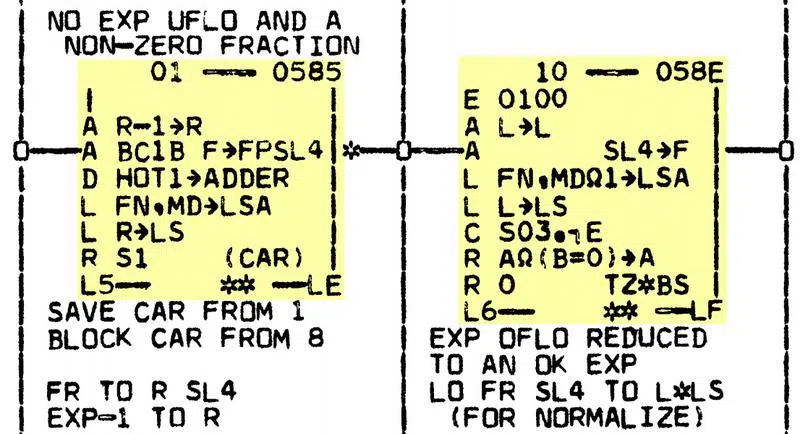 NO EXP UFLO AND A
NON-ZERO FRACTION
01 — 0585
A R-1→R
A BC1B F→FPSL4 *
D HOT1→ADDER
L FN,MD→LSA
L R→LS
R S1 (CAR)
L5— ** —LE
SAVE CAR FROM 1
BLOCK CAR FROM 8
FR TO R SL4
EXP-1 TO R
10 — 058E
E 0100
A L→L
A SL4→F
L FN,MDΩ1→LSA
L L→LS
C S03.¬E
R AΩ(B=0)→A
R 0 TZ*BS
L6— ** —LF
EXP OFLO REDUCED
TO AN OK EXP
LO FR SL4 TO L*LS
(FOR NORMALIZE)